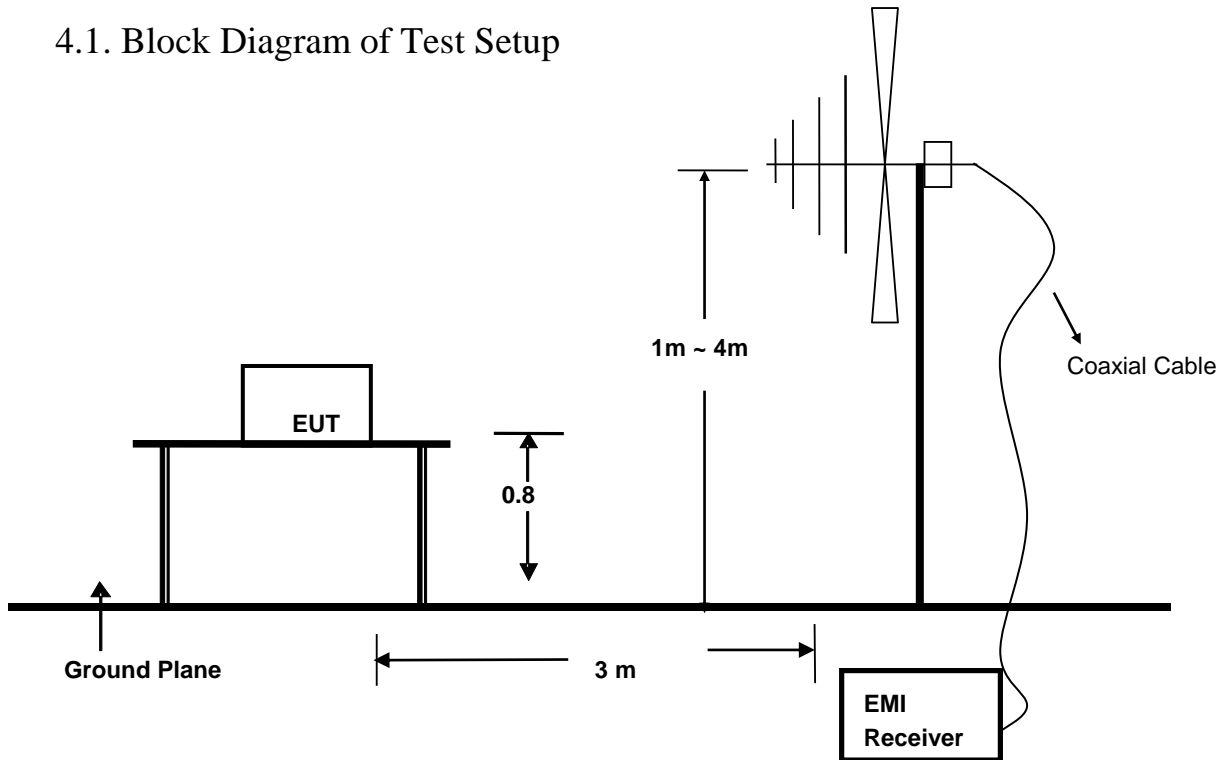 4.1. Block Diagram of Test Setup
1m ~ 4m
Coaxial Cable
EUT
0.8
Ground Plane
3 m
EMI
Receiver